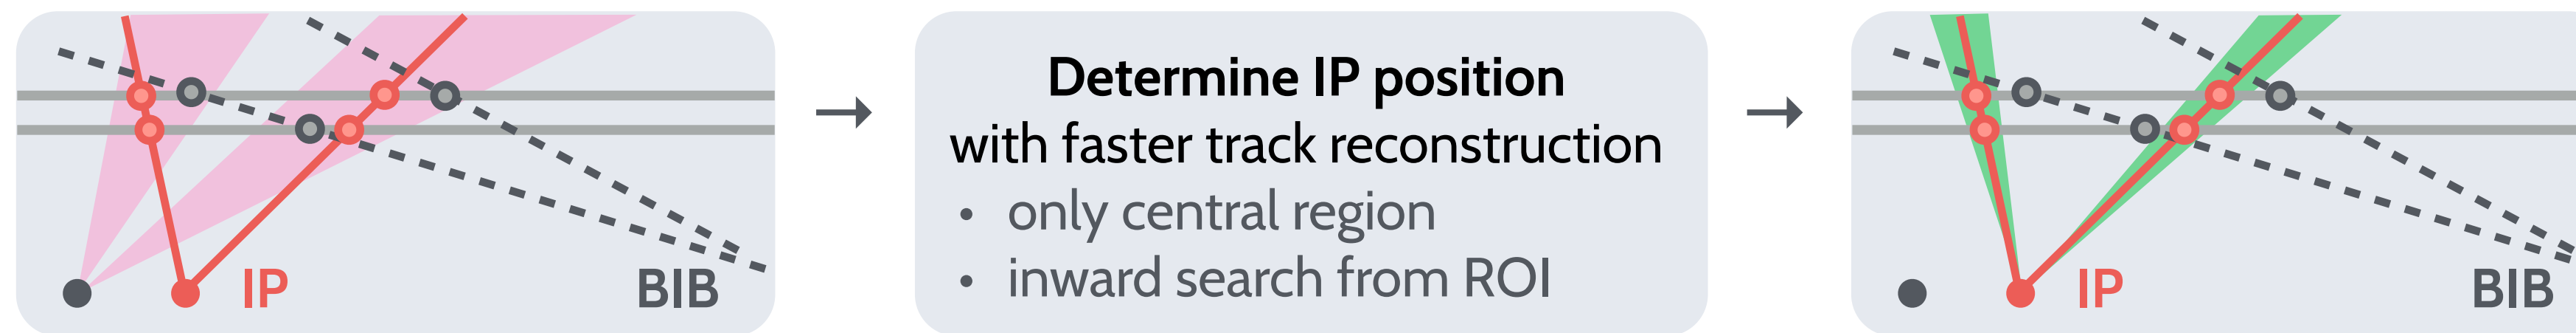 IP
BIB
Determine IP position
with faster track reconstruction
• only central region
• inward search from ROI
IP
BIB